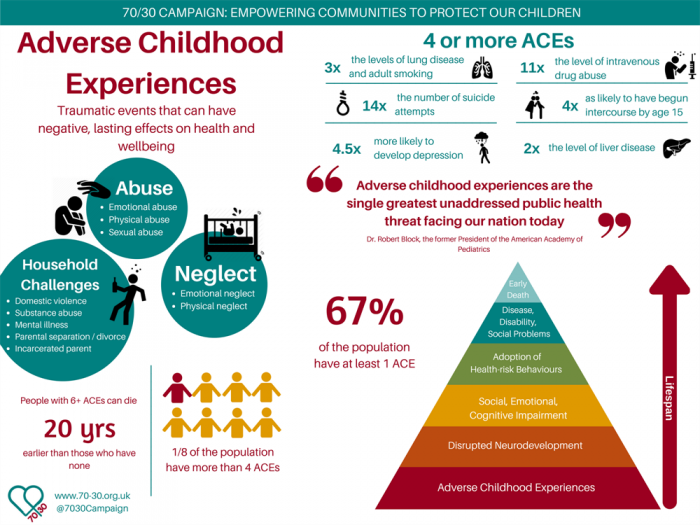 70/30 CAMPAIGN: EMPOWERING COMMUNITIES TO PROTECT OUR CHILDREN
Adverse Childhood
Experiences
Traumatic events that can have
negative, lasting effects on health and
wellbeing
Abuse
Emotional abuse
Physical abuse
Sexual abuse
Household
Challenges
Domestic violence
Substance abuse
Mental illness
Parental separation / divorce
Incarcerated parent
Neglect
Emotional neglect
Physical neglect
People with 6+ ACEs can die
20 yrs
earlier than those who have
none
1/8 of the population
have more than 4 ACEs
70/30
www.70-30.org.uk
@7030Campaign
4 or more ACEs
3x
the levels of lung disease
and adult smoking
11x
the level of intravenous
drug abuse
14x
the number of suicide
attempts
4x
as likely to have begun
intercourse by age 15
4.5x
more likely to
develop depression
2x
the level of liver disease
“Adverse childhood experiences are the
single greatest unaddressed public health
threat facing our nation today”
Dr. Robert Block, the former President of the American Academy of
Pediatrics
67%
of the population
have at least 1 ACE
Early
Death
Disease,
Disability,
Social Problems
Adoption of
Health-risk Behaviours
Social, Emotional,
Cognitive Impairment
Disrupted Neurodevelopment
Adverse Childhood Experiences
Lifespan